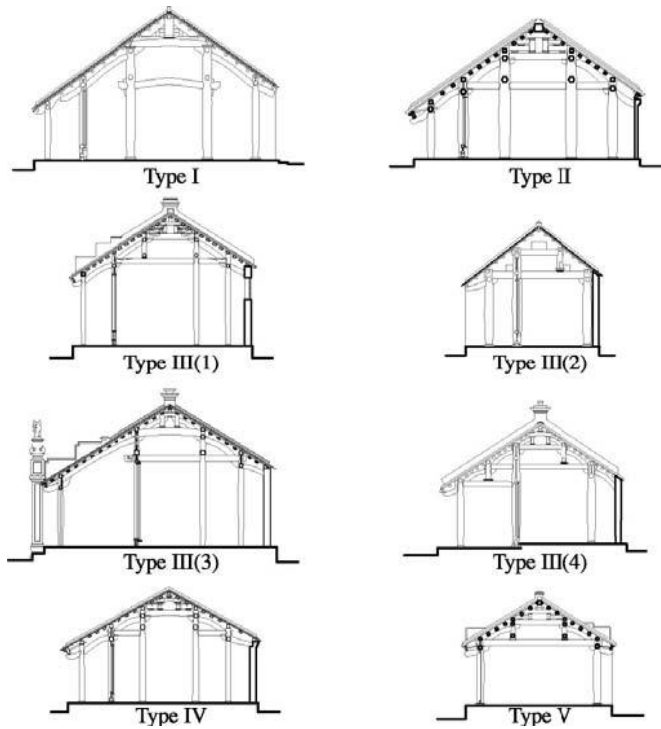 Type I
Type II
Type III(1)
Type III(2)
Type III(3)
Type III(4)
Type IV
Type V